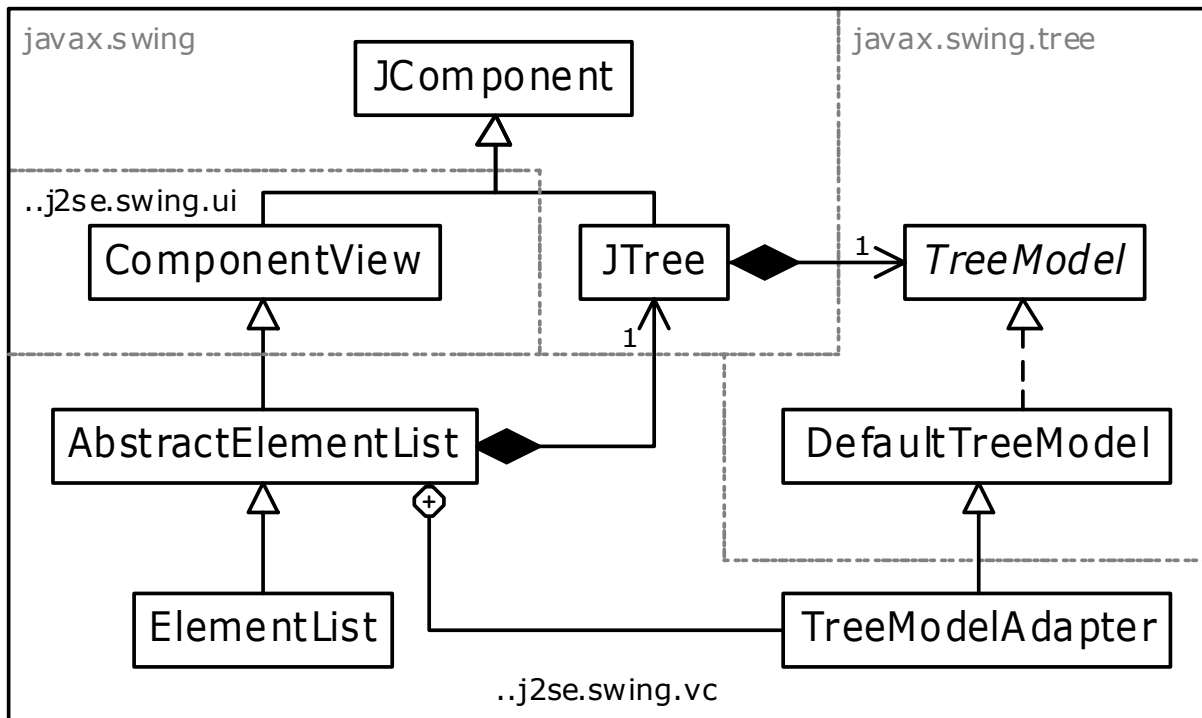 javax.swing
javax.swing.tree
JComponent
..j2se.swing.ui
ComponentView
JTree
1
TreeModel
1
AbstractElementList
DefaultTreeModel
+
ElementList
TreeModelAdapter
..j2se.swing.vc